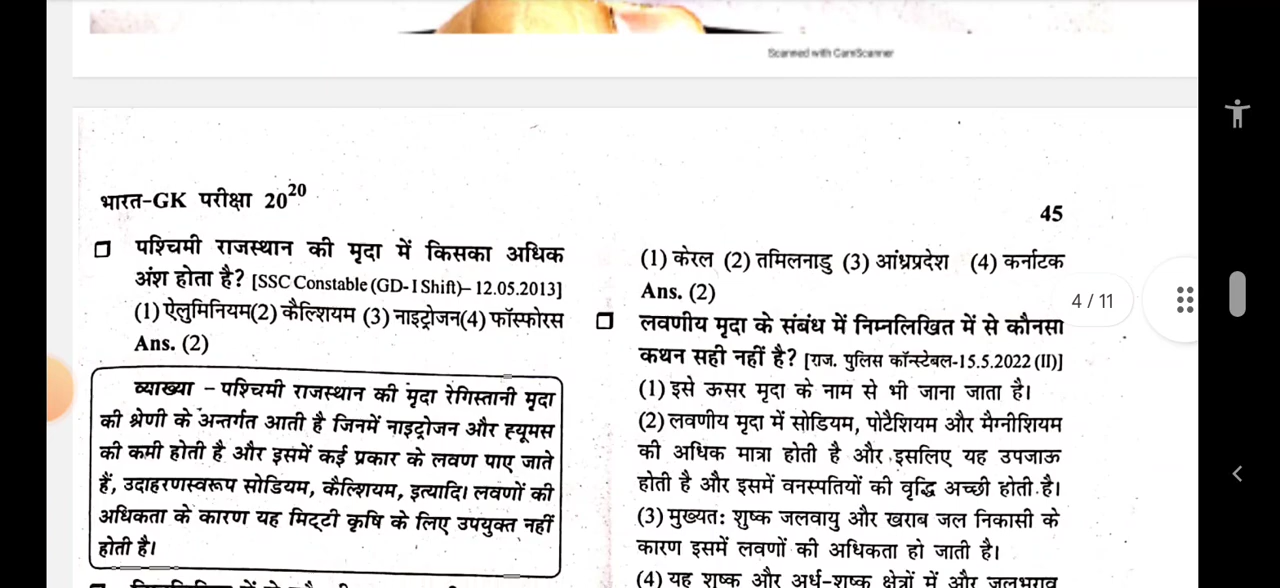 Scanned with CamScanner
भारत-GK परीक्षा 20²⁰
45
❑ पश्चिमी राजस्थान की मृदा में किसका अधिक
अंश होता है? [SSC Constable (GD- I Shift)– 12.05.2013]
(1) ऐलुमिनियम(2) कैल्शियम (3) नाइट्रोजन(4) फॉस्फोरस
Ans. (2)
व्याख्या – पश्चिमी राजस्थान की मृदा रेगिस्तानी मृदा
की श्रेणी के अन्तर्गत आती है जिनमें नाइट्रोजन और ह्यूमस
की कमी होती है और इसमें कई प्रकार के लवण पाए जाते
हैं, उदाहरणस्वरूप सोडियम, कैल्शियम, इत्यादि। लवणों की
अधिकता के कारण यह मिट्टी कृषि के लिए उपयुक्त नहीं
होती है।
(1) केरल (2) तमिलनाडु (3) आंध्रप्रदेश (4) कर्नाटक
Ans. (2)
❑ लवणीय मृदा के संबंध में निम्नलिखित में से कौनसा
कथन सही नहीं है? [राज. पुलिस कॉन्स्टेबल-15.5.2022 (II)]
(1) इसे ऊसर मृदा के नाम से भी जाना जाता है।
(2) लवणीय मृदा में सोडियम, पोटैशियम और मैग्नीशियम
की अधिक मात्रा होती है और इसलिए यह उपजाऊ
होती है और इसमें वनस्पतियों की वृद्धि अच्छी होती है।
(3) मुख्यतः शुष्क जलवायु और खराब जल निकासी के
कारण इसमें लवणों की अधिकता हो जाती है।
(4) यह शुष्क और अर्ध-शुष्क क्षेत्रों में और जलभराव
4 / 11